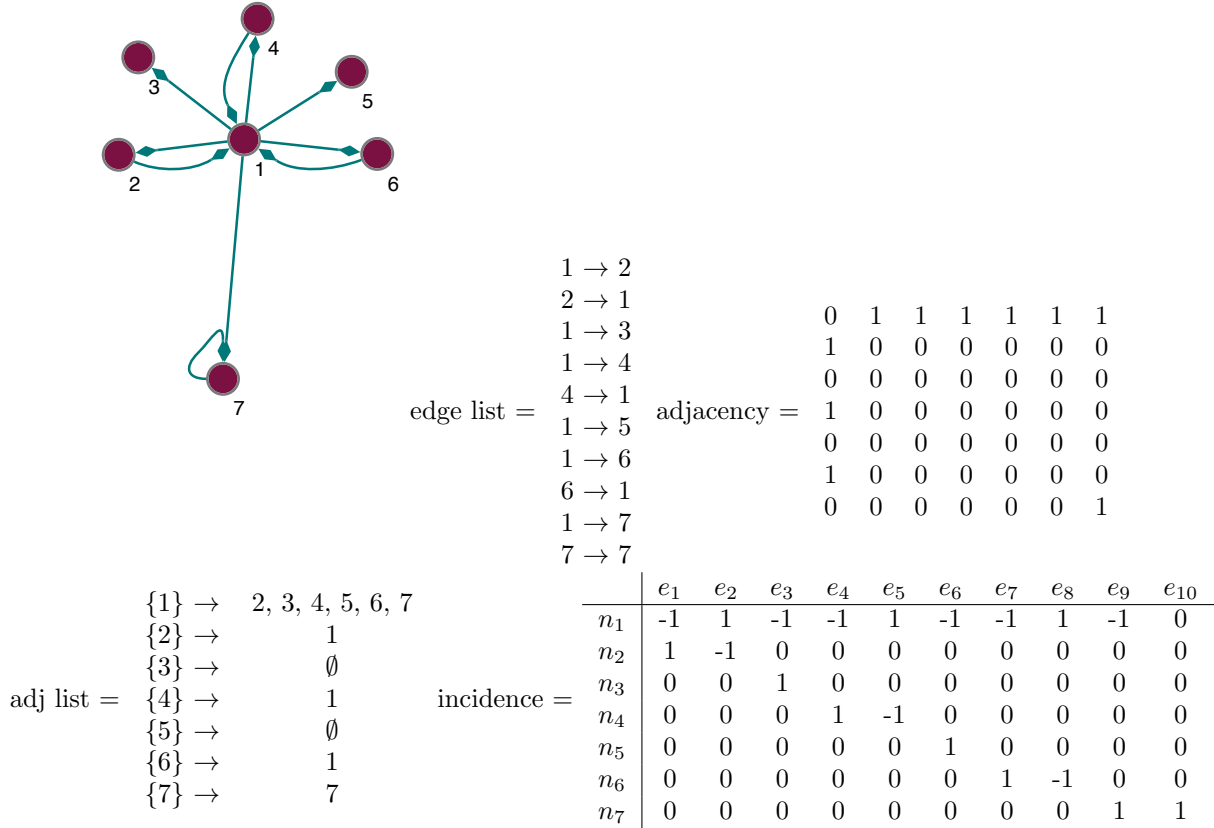 4
3
5
2
1
6
7
edge list =
1 → 2
2 → 1
1 → 3
1 → 4
4 → 1
1 → 5
1 → 6
6 → 1
1 → 7
7 → 7
adjacency =
0 1 1 1 1 1 1
1 0 0 0 0 0 0
0 0 0 0 0 0 0
1 0 0 0 0 0 0
0 0 0 0 0 0 0
1 0 0 0 0 0 0
0 0 0 0 0 0 1
adj list =
{1} → 2, 3, 4, 5, 6, 7
{2} → 1
{3} → ∅
{4} → 1
{5} → ∅
{6} → 1
{7} → 7
incidence =
e₁ e₂ e₃ e₄ e₅ e₆ e₇ e₈ e₉ e₁₀
n₁ -1 1 -1 -1 1 -1 -1 1 -1 0
n₂ 1 -1 0 0 0 0 0 0 0 0
n₃ 0 0 1 0 0 0 0 0 0 0
n₄ 0 0 0 1 -1 0 0 0 0 0
n₅ 0 0 0 0 0 1 0 0 0 0
n₆ 0 0 0 0 0 0 1 -1 0 0
n₇ 0 0 0 0 0 0 0 0 1 1